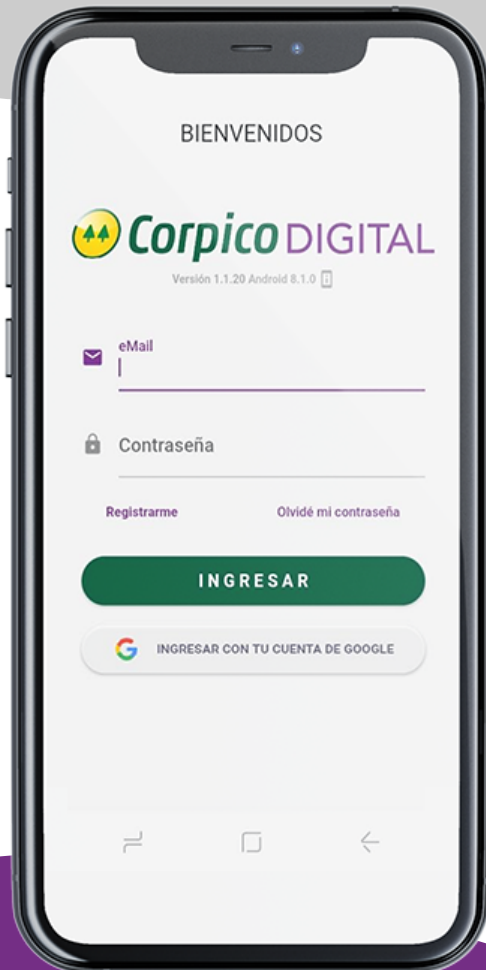 BIENVENIDOS
Corpico DIGITAL
Versión 1.1.20 Android 8.1.0
eMail
Contraseña
Registrarme
Olvidé mi contraseña
INGRESAR
INGRESAR CON TU CUENTA DE GOOGLE